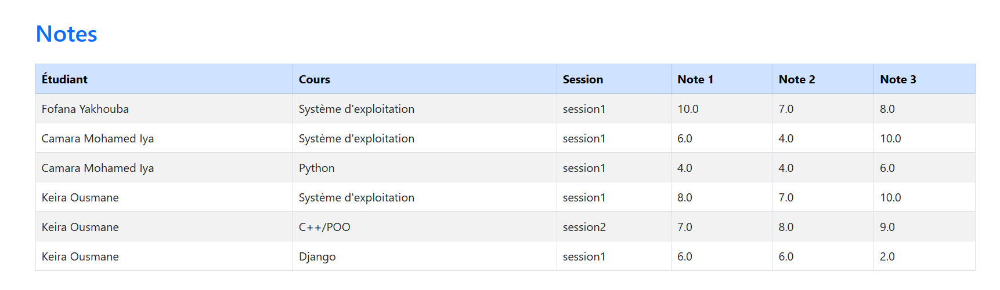 Notes
Étudiant Cours Session Note 1 Note 2 Note 3
Fofana Yakhouba Système d'exploitation session1 10.0 7.0 8.0
Camara Mohamed Iya Système d'exploitation session1 6.0 4.0 10.0
Camara Mohamed Iya Python session1 4.0 4.0 6.0
Keira Ousmane Système d'exploitation session1 8.0 7.0 10.0
Keira Ousmane C++/POO session2 7.0 8.0 9.0
Keira Ousmane Django session1 6.0 6.0 2.0